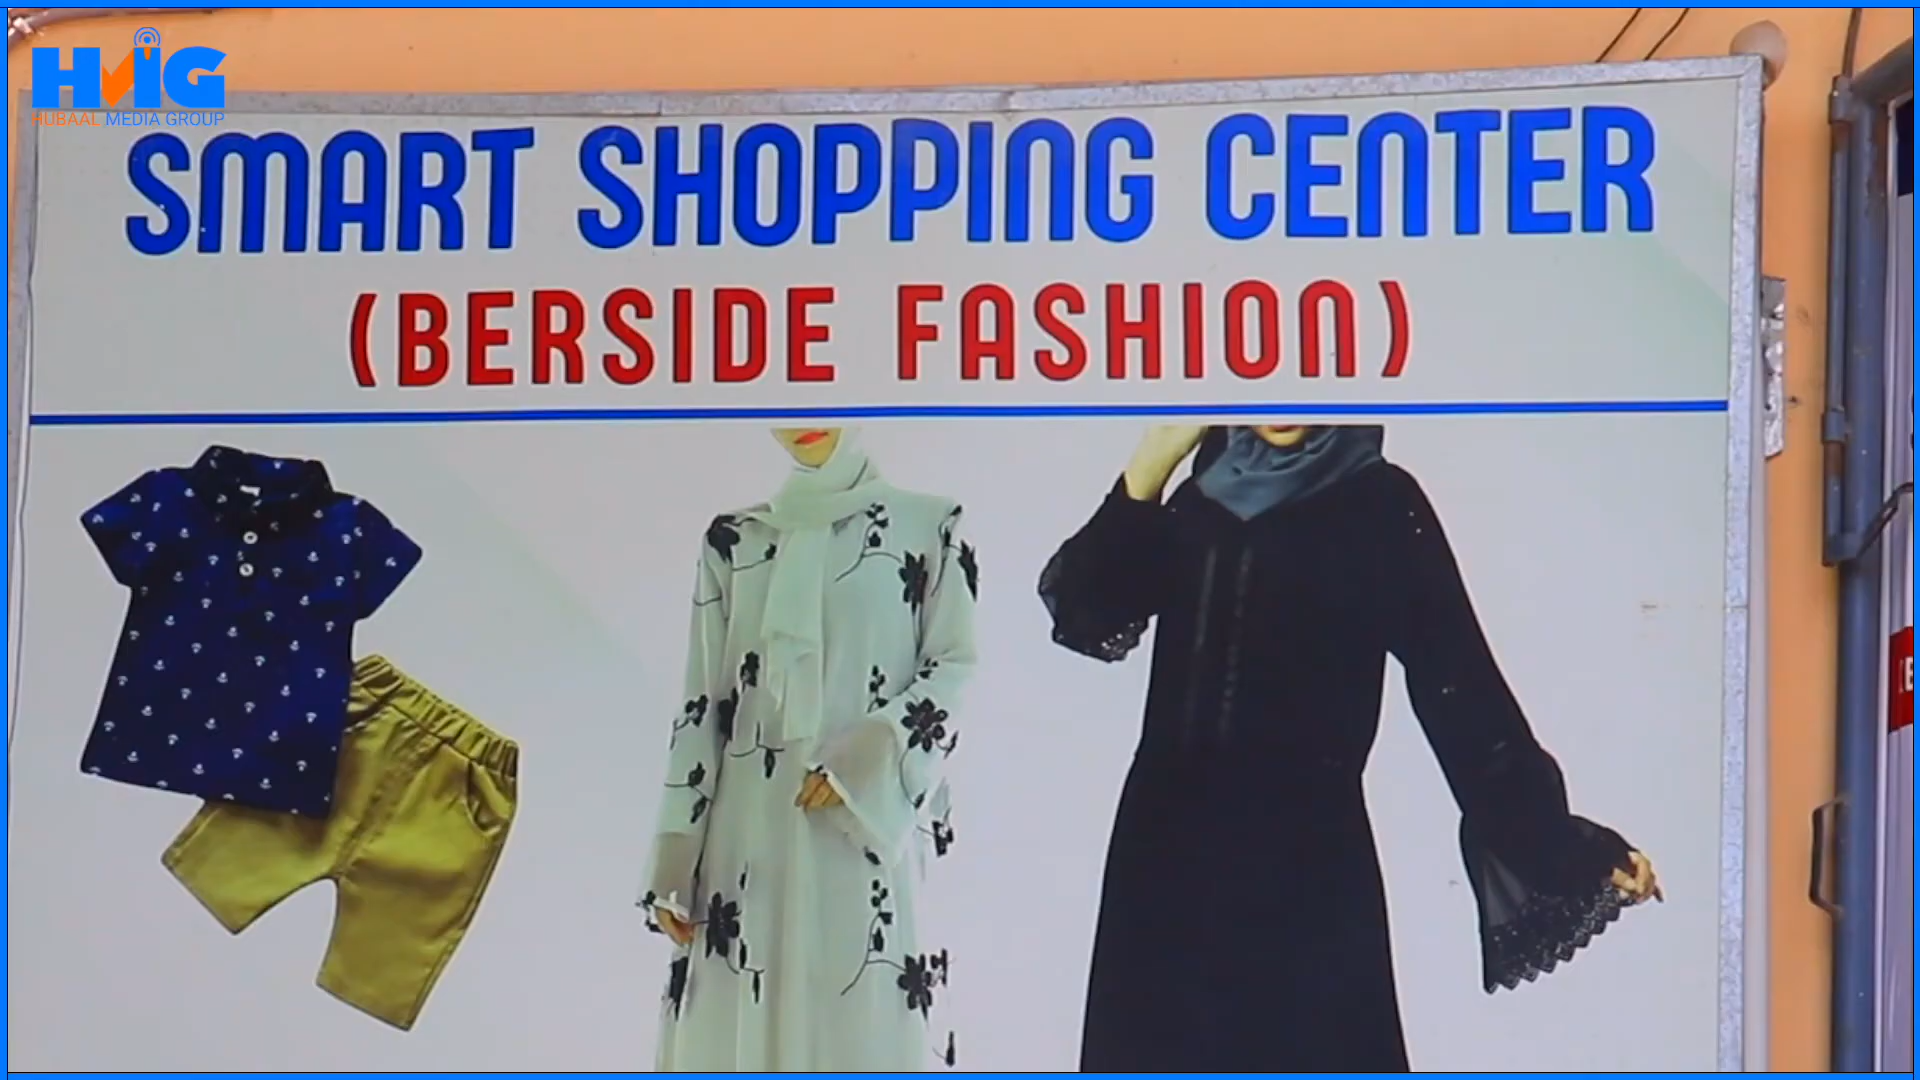 HMG
HUBAAL MEDIA GROUP
SMART SHOPPING CENTER
(BERSIDE FASHION)